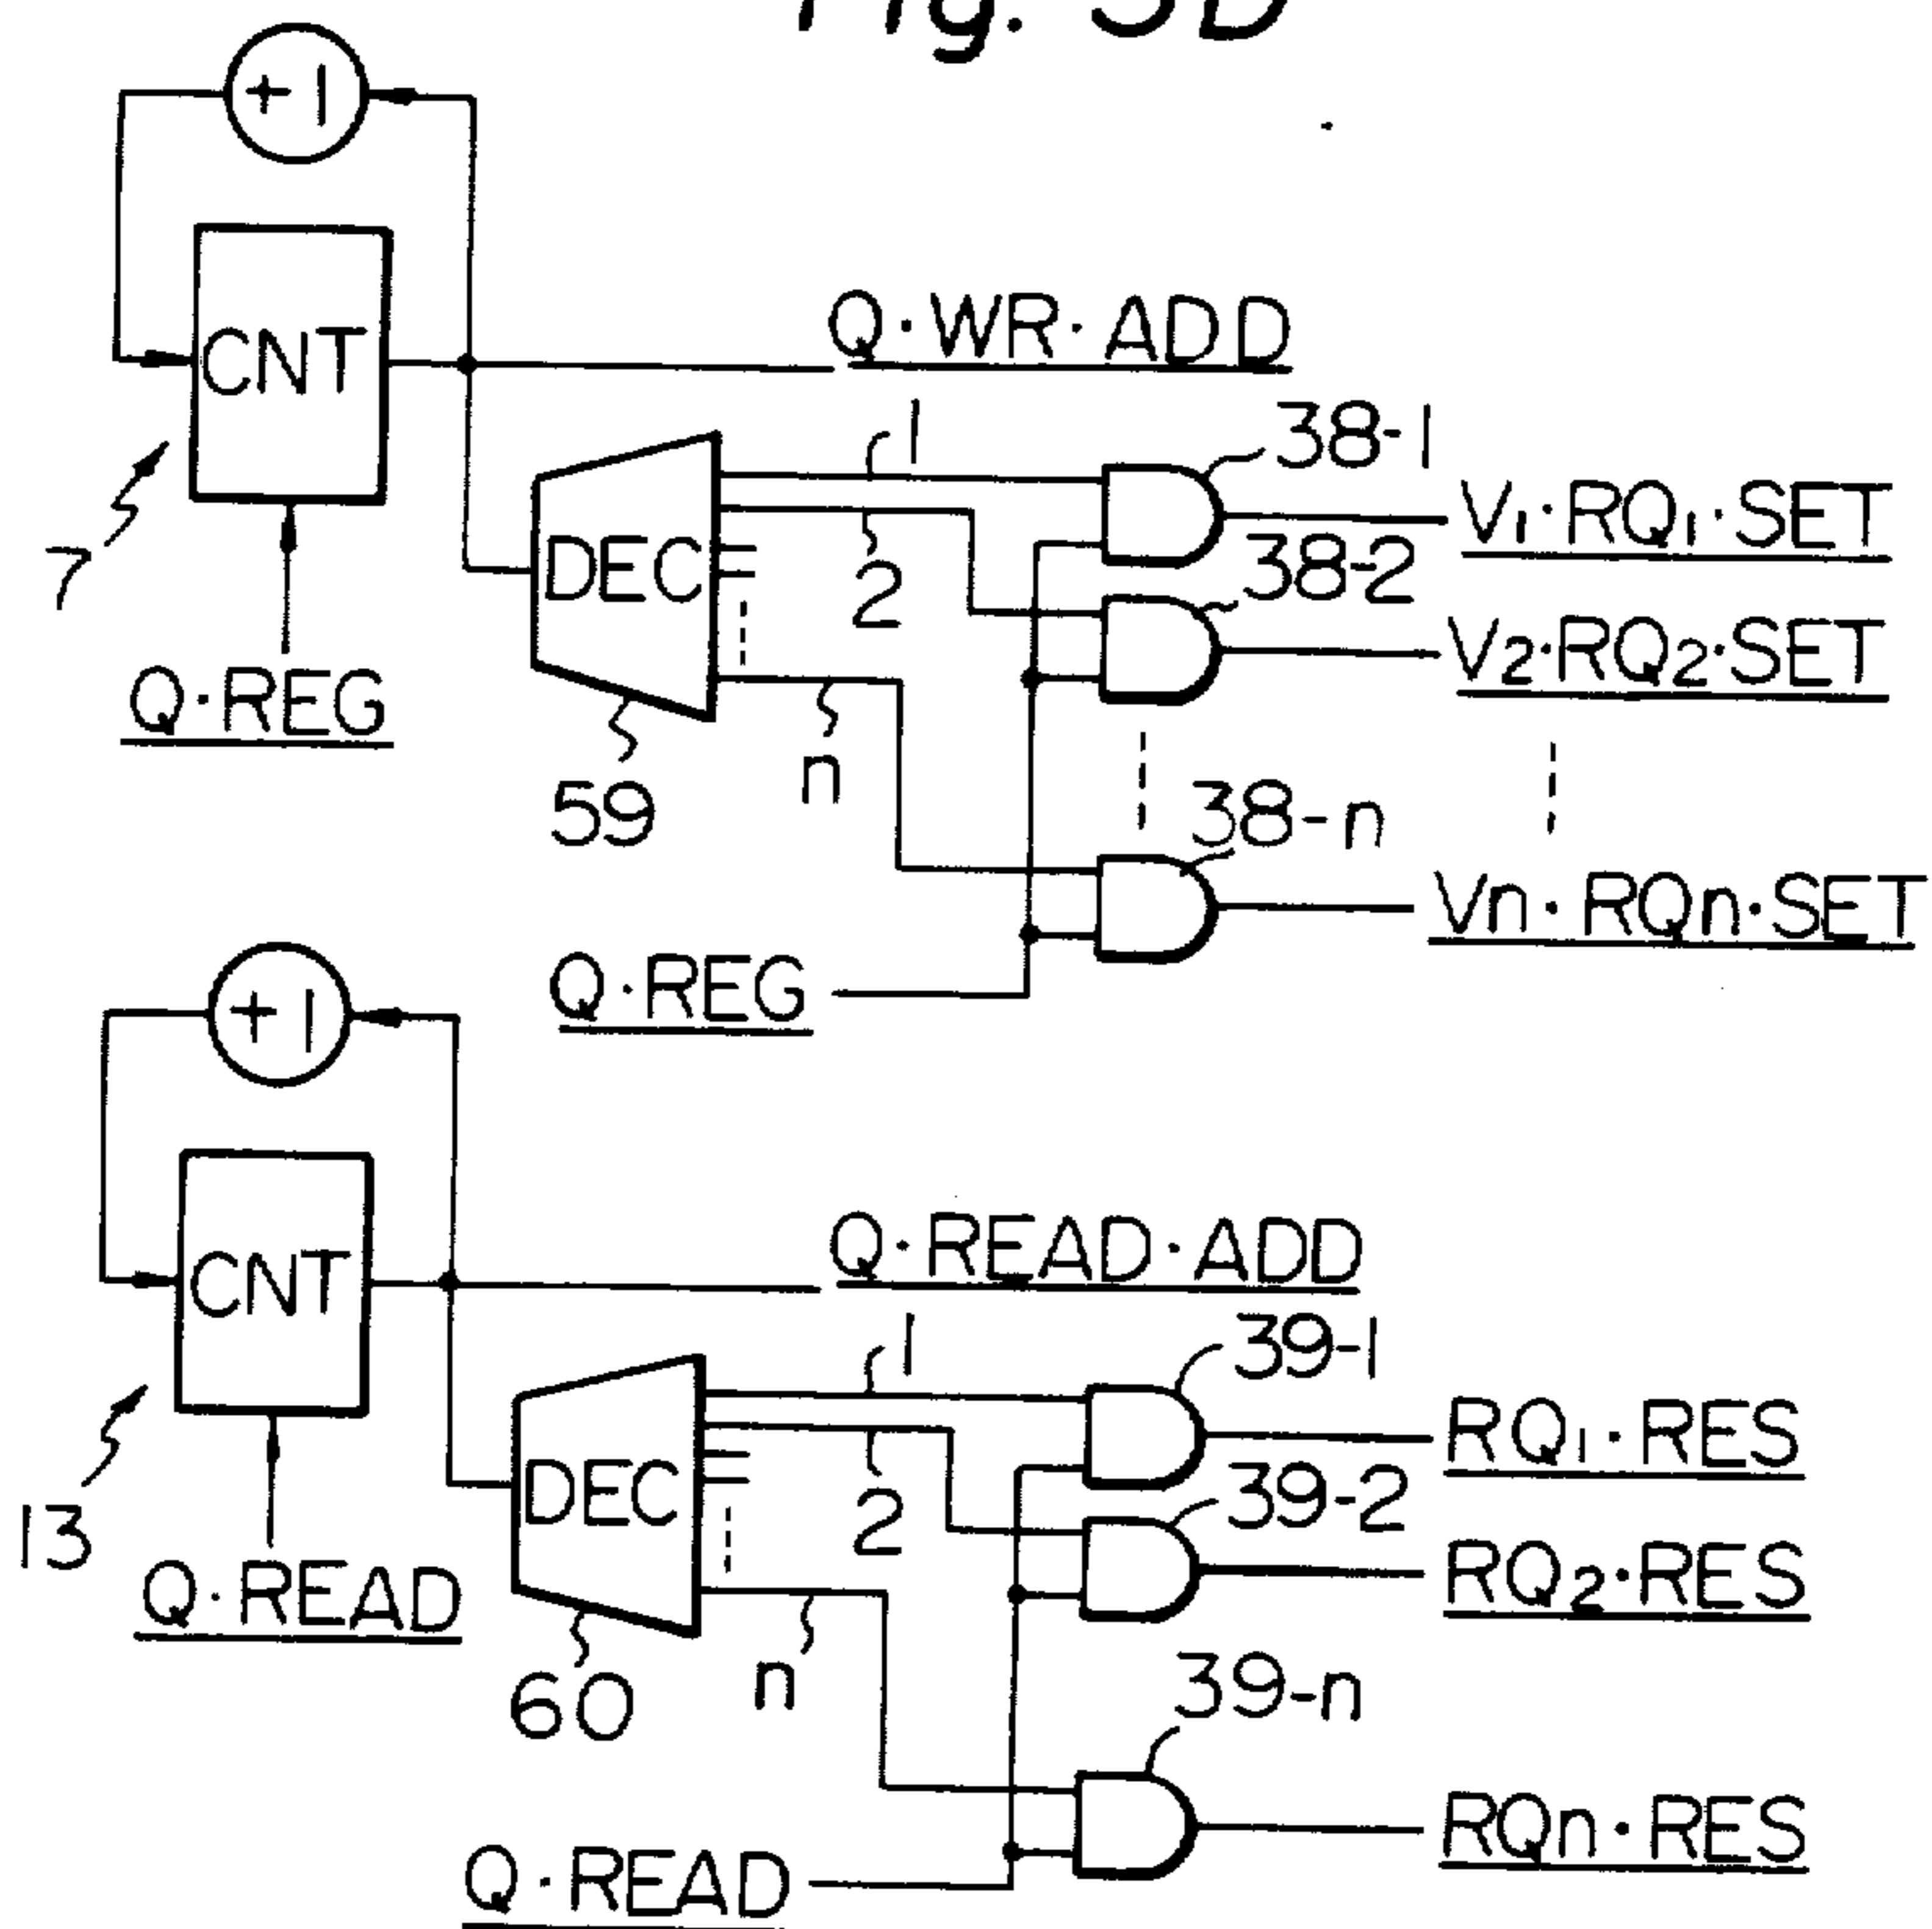 Fig. 5D
+1
CNT
Q·WR·ADD
1
38-1
V1·RQ1·SET
7
DEC
2
38-2
V2·RQ2·SET
Q·REG
59
n
38-n
Vn·RQn·SET
Q·REG
+1
CNT
Q·READ·ADD
1
39-1
RQ1·RES
13
DEC
2
39-2
RQ2·RES
Q·READ
60
n
39-n
RQn·RES
Q·READ